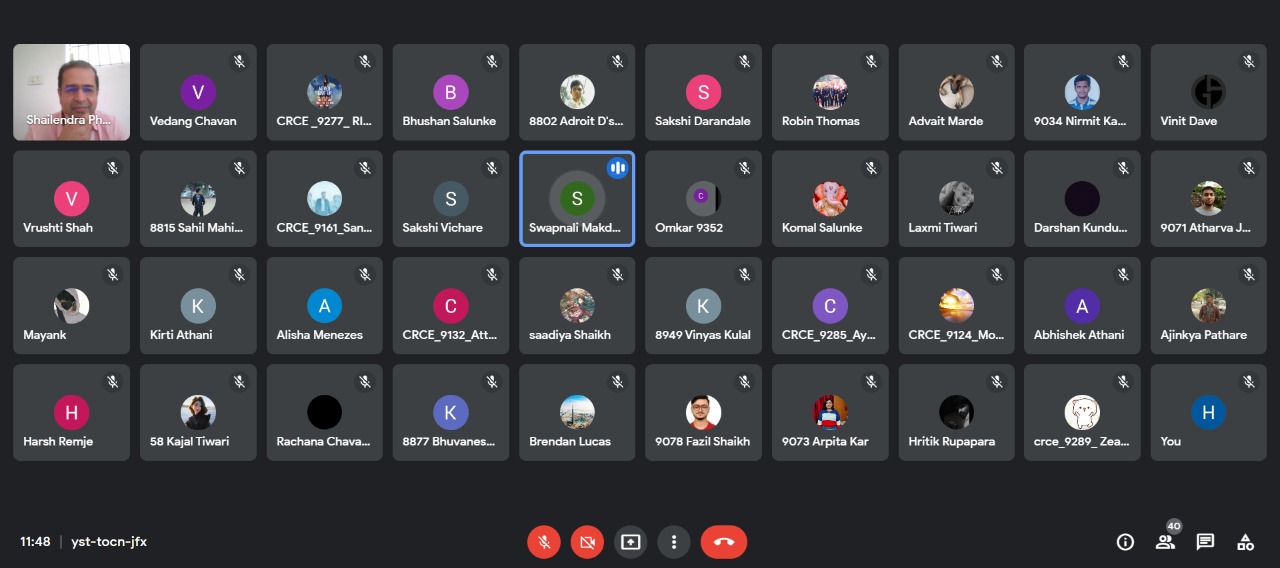 Shailendra Ph...
V
Vedang Chavan
CRCE _9277_ RI...
B
Bhushan Salunke
8802 Adroit D's...
S
Sakshi Darandale
Robin Thomas
Advait Marde
9034 Nirmit Ka...
Vinit Dave
V
Vrushti Shah
8815 Sahil Mahi...
CRCE_9161_San...
S
Sakshi Vichare
S
Swapnali Makd...
C
Omkar 9352
Komal Salunke
Laxmi Tiwari
Darshan Kundu...
9071 Atharva J...
Mayank
K
Kirti Athani
A
Alisha Menezes
C
CRCE_9132_Att...
saadiya Shaikh
K
8949 Vinyas Kulal
C
CRCE_9285_Ay...
CRCE_9124_Mo...
A
Abhishek Athani
Ajinkya Pathare
H
Harsh Remje
58 Kajal Tiwari
Rachana Chava...
K
8877 Bhuvanes...
Brendan Lucas
9078 Fazil Shaikh
9073 Arpita Kar
Hritik Rupapara
crce_9289_ Zea...
H
You
11:48 | yst-tocn-jfx
40